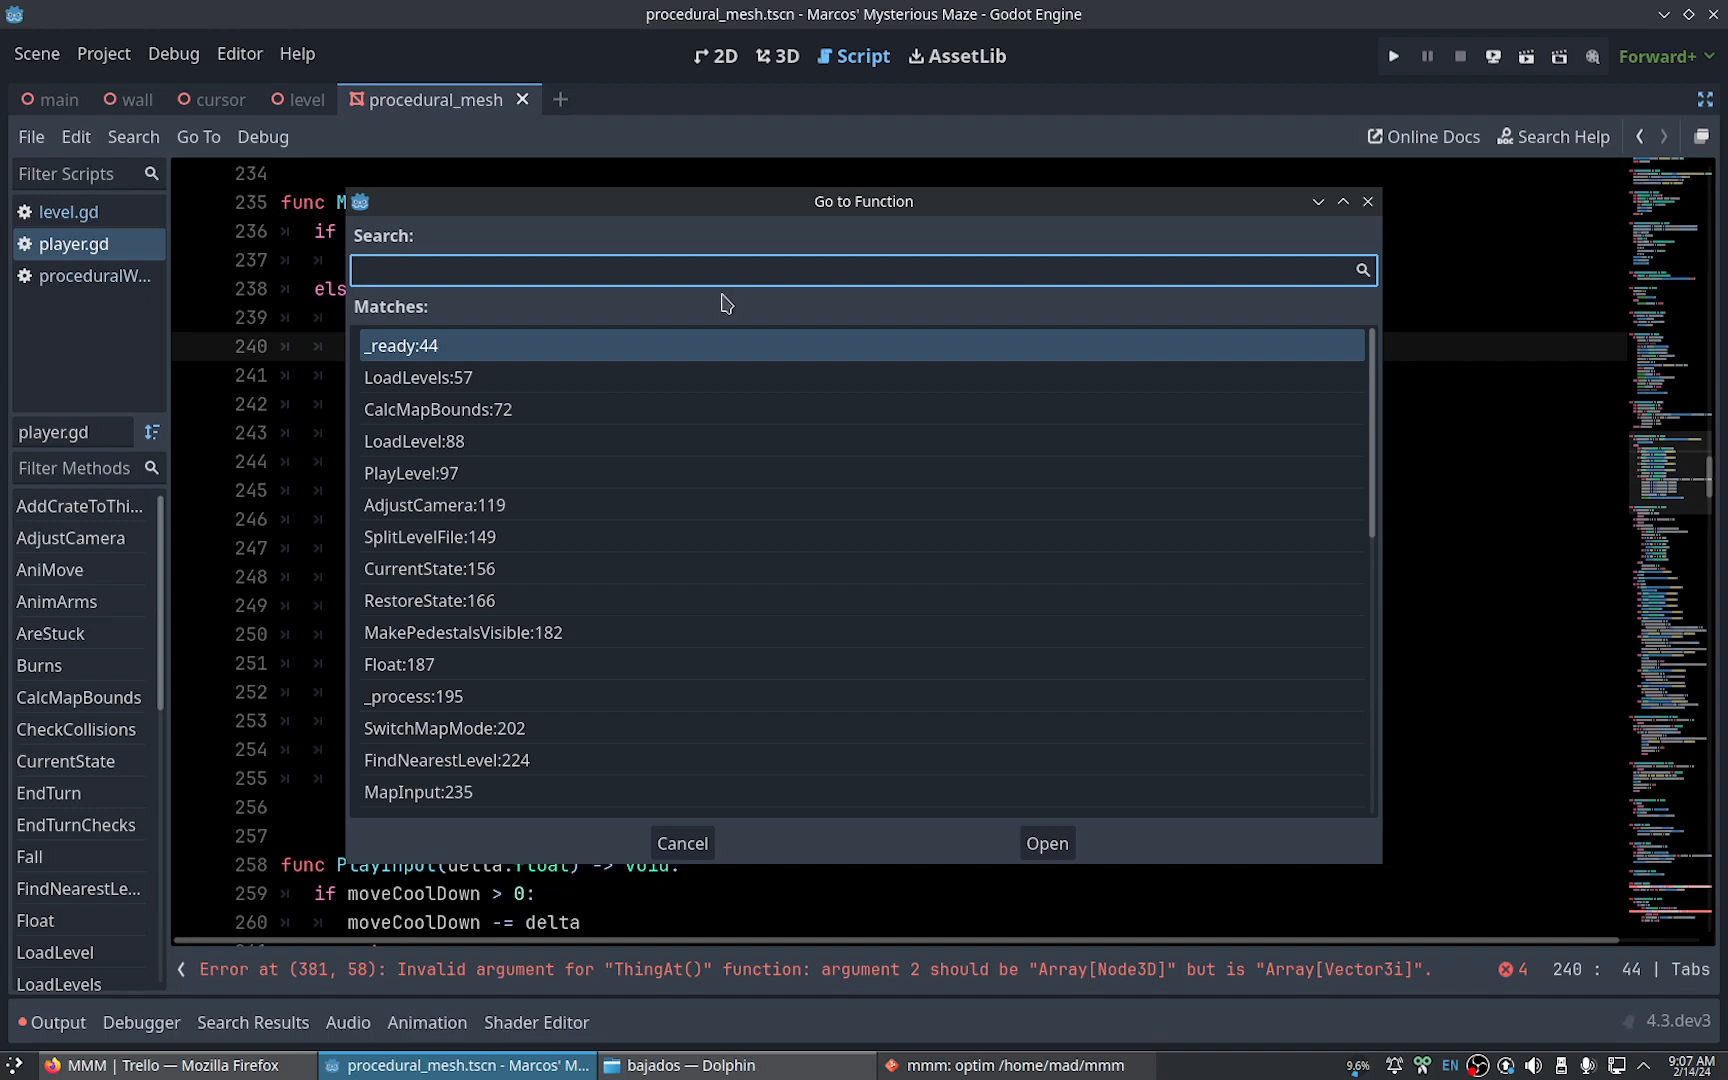 procedural_mesh.tscn - Marcos' Mysterious Maze - Godot Engine
Scene Project Debug Editor Help
2D 3D Script AssetLib
Forward+
main wall cursor level procedural_mesh
File Edit Search Go To Debug
Online Docs Search Help
Filter Scripts
level.gd
player.gd
proceduralW...
player.gd
Filter Methods
AddCrateToThi...
AdjustCamera
AniMove
AnimArms
AreStuck
Burns
CalcMapBounds
CheckCollisions
CurrentState
EndTurn
EndTurnChecks
Fall
FindNearestLe...
Float
LoadLevel
LoadLevels
234
235 func M
236 if
237
238 els
239
240
241
242
243
244
245
246
247
248
249
250
251
252
253
254
255
256
257
258 func PlayInput(delta:float) -> void:
259 if moveCoolDown > 0:
260 moveCoolDown -= delta
Go to Function
Search:
Matches:
_ready:44
LoadLevels:57
CalcMapBounds:72
LoadLevel:88
PlayLevel:97
AdjustCamera:119
SplitLevelFile:149
CurrentState:156
RestoreState:166
MakePedestalsVisible:182
Float:187
_process:195
SwitchMapMode:202
FindNearestLevel:224
MapInput:235
Cancel Open
Error at (381, 58): Invalid argument for "ThingAt()" function: argument 2 should be "Array[Node3D]" but is "Array[Vector3i]".
4 240 : 44 | Tabs
Output Debugger Search Results Audio Animation Shader Editor
4.3.dev3
MMM | Trello — Mozilla Firefox
procedural_mesh.tscn - Marcos' M...
bajados — Dolphin
mmm: optim /home/mad/mmm
9.6%
EN
9:07 AM
2/14/24